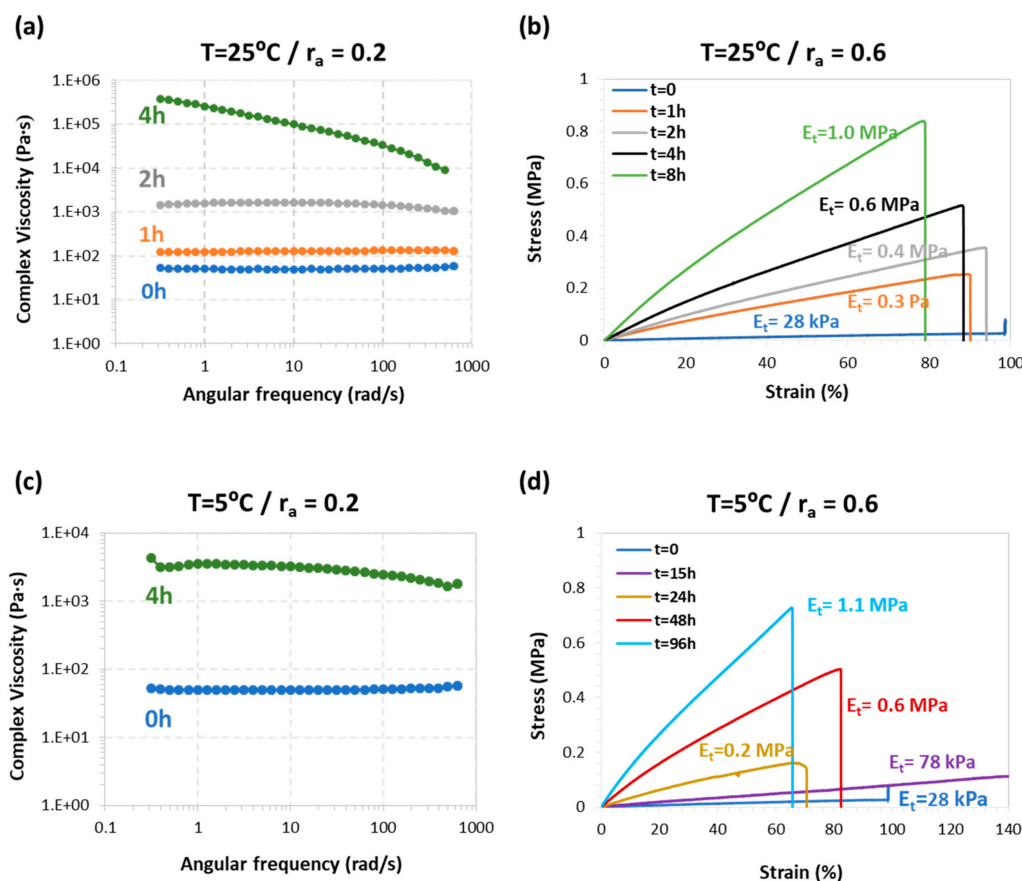 (a)
T=25ºC / rₐ = 0.2
1.E+06
1.E+05
1.E+04
1.E+03
1.E+02
1.E+01
1.E+00
Complex Viscosity (Pa·s)
4h
2h
1h
0h
0.1
1
10
100
1000
Angular frequency (rad/s)
(b)
T=25ºC / rₐ = 0.6
1
0.8
0.6
0.4
0.2
0
Stress (MPa)
t=0
t=1h
t=2h
t=4h
t=8h
Eₜ=1.0 MPa
Eₜ= 0.6 MPa
Eₜ= 0.4 MPa
Eₜ= 0.3 Pa
Eₜ= 28 kPa
0
20
40
60
80
100
Strain (%)
(c)
T=5ºC / rₐ = 0.2
1.E+04
1.E+03
1.E+02
1.E+01
1.E+00
Complex Viscosity (Pa·s)
4h
0h
0.1
1
10
100
1000
Angular frequency (rad/s)
(d)
T=5ºC / rₐ = 0.6
1
0.8
0.6
0.4
0.2
0
Stress (MPa)
t=0
t=15h
t=24h
t=48h
t=96h
Eₜ= 1.1 MPa
Eₜ= 0.6 MPa
Eₜ=0.2 MPa
Eₜ= 78 kPa
Eₜ=28 kPa
0
20
40
60
80
100
120
140
Strain (%)